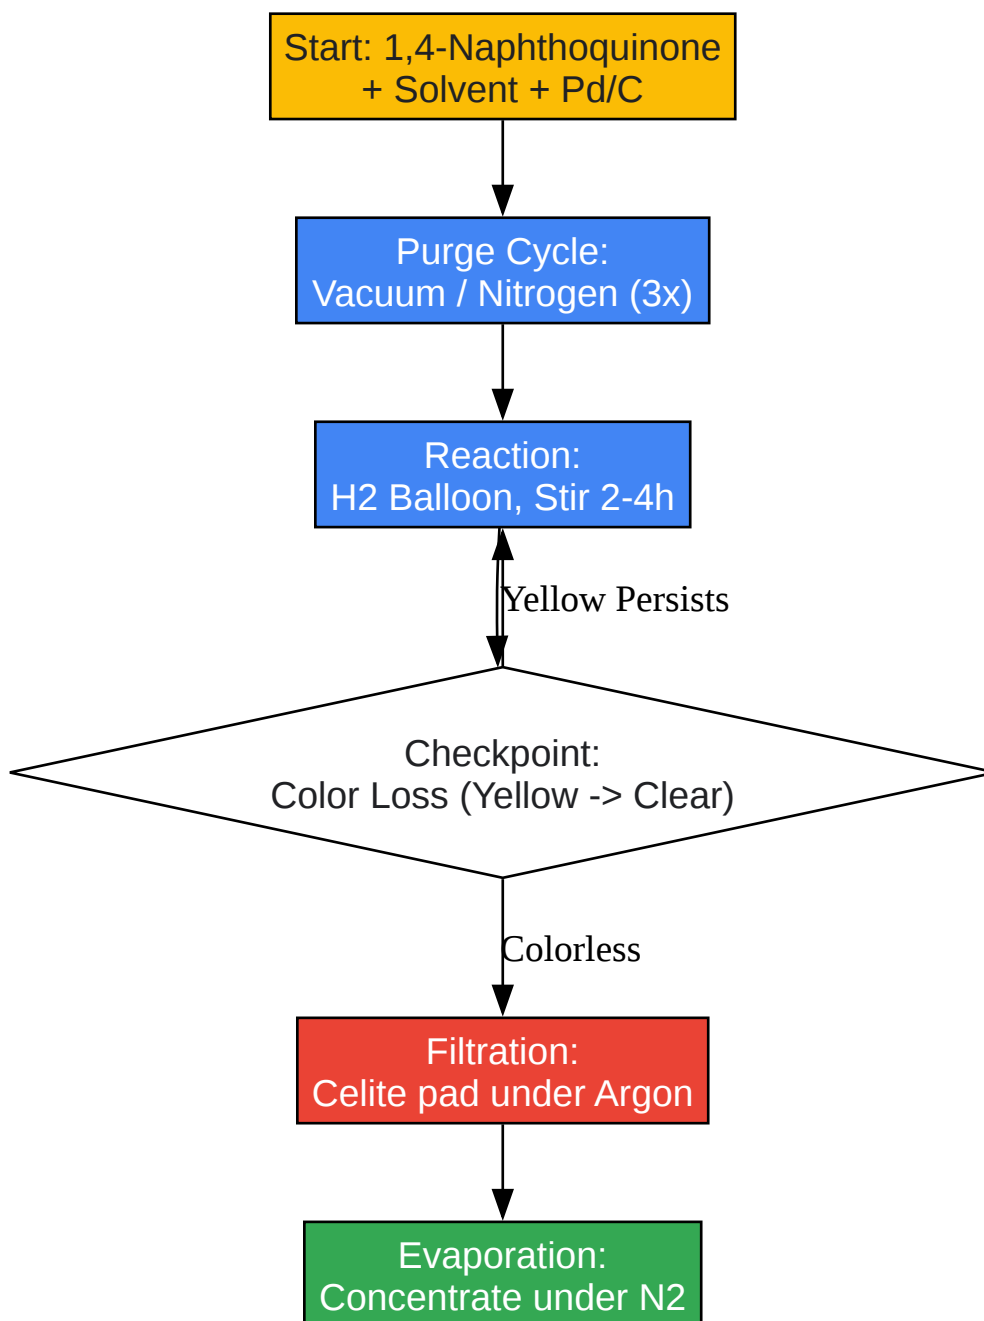 Start: 1,4-Naphthoquinone
+ Solvent + Pd/C
Purge Cycle:
Vacuum / Nitrogen (3x)
Reaction:
H2 Balloon, Stir 2-4h
Yellow Persists
Checkpoint:
Color Loss (Yellow -> Clear)
Colorless
Filtration:
Celite pad under Argon
Evaporation:
Concentrate under N2